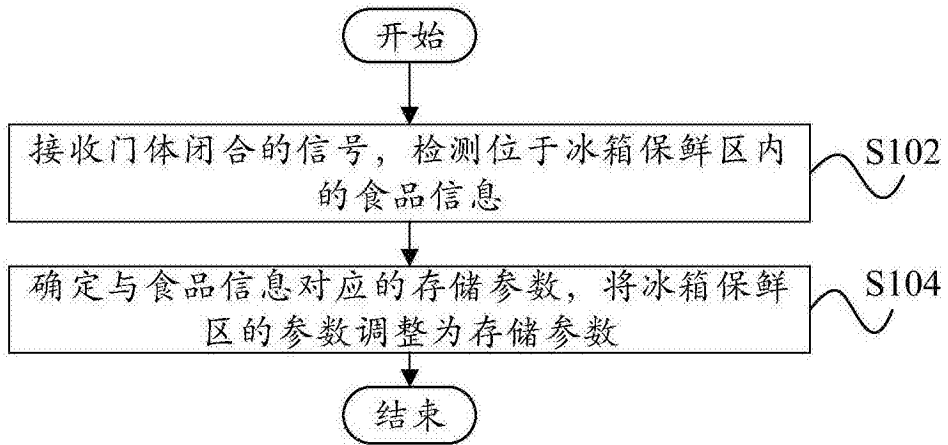 开始
接收门体闭合的信号，检测位于冰箱保鲜区内
的食品信息
S102
确定与食品信息对应的存储参数，将冰箱保鲜
区的参数调整为存储参数
S104
结束